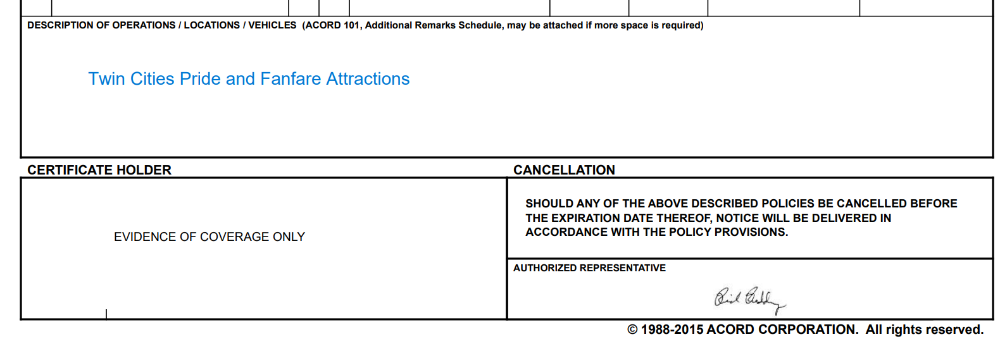 DESCRIPTION OF OPERATIONS / LOCATIONS / VEHICLES (ACORD 101, Additional Remarks Schedule, may be attached if more space is required)
Twin Cities Pride and Fanfare Attractions
CERTIFICATE HOLDER
EVIDENCE OF COVERAGE ONLY
CANCELLATION
SHOULD ANY OF THE ABOVE DESCRIBED POLICIES BE CANCELLED BEFORE
THE EXPIRATION DATE THEREOF, NOTICE WILL BE DELIVERED IN
ACCORDANCE WITH THE POLICY PROVISIONS.
AUTHORIZED REPRESENTATIVE
© 1988-2015 ACORD CORPORATION. All rights reserved.